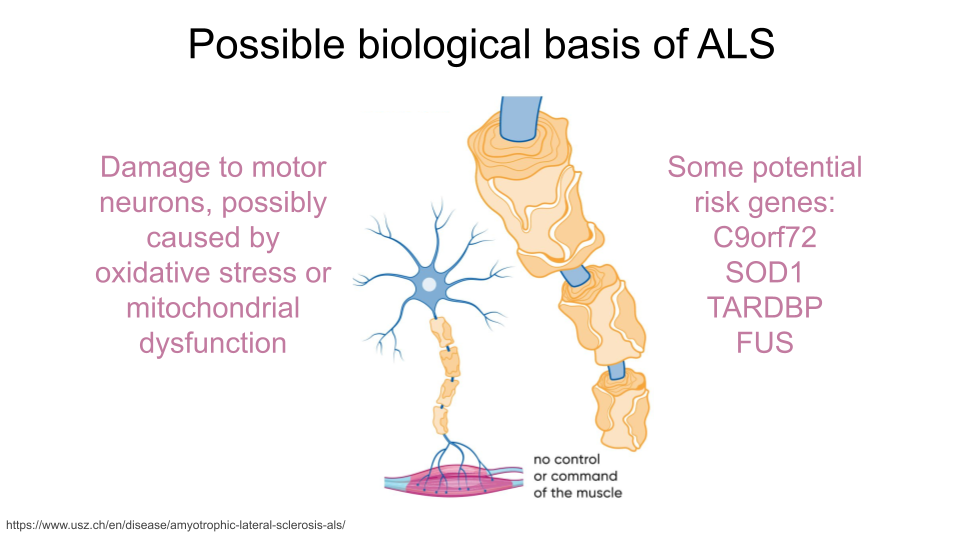 Possible biological basis of ALS
Damage to motor
neurons, possibly
caused by
oxidative stress or
mitochondrial
dysfunction
Some potential
risk genes:
C9orf72
SOD1
TARDBP
FUS
no control
or command
of the muscle
https://www.usz.ch/en/disease/amyotrophic-lateral-sclerosis-als/